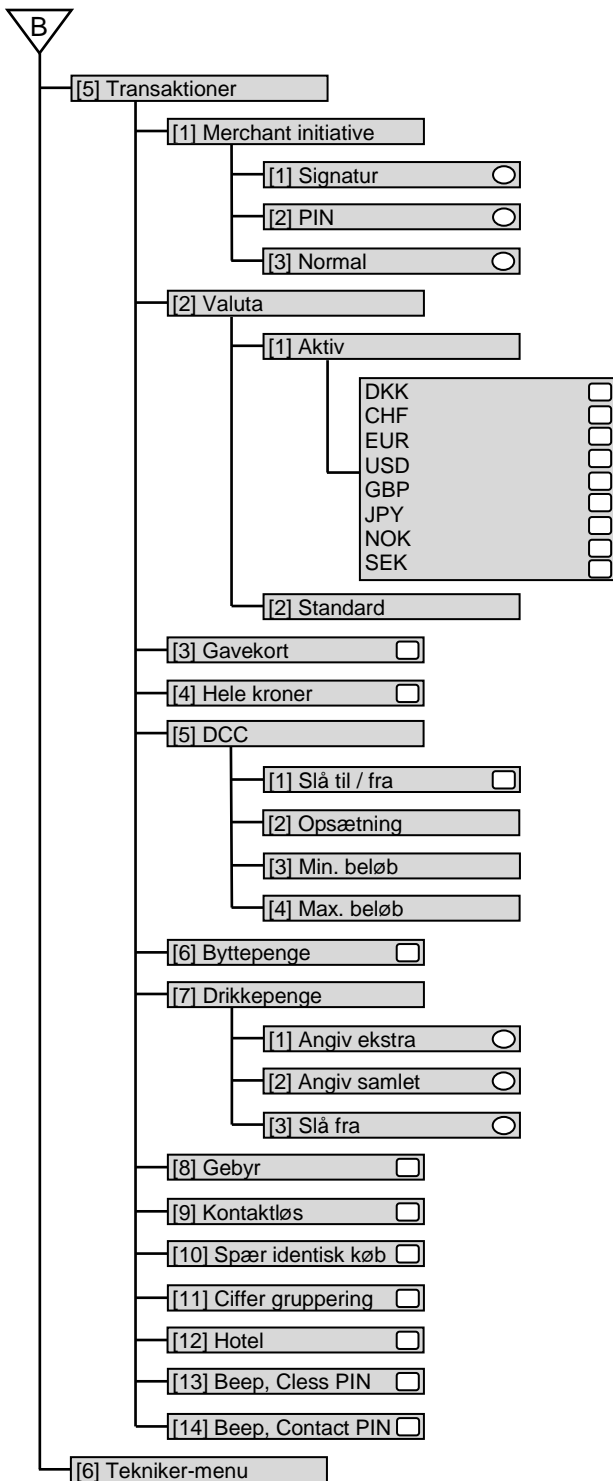 B
[5] Transaktioner
[1] Merchant initiative
[1] Signatur
[2] PIN
[3] Normal
[2] Valuta
[1] Aktiv
DKK
CHF
EUR
USD
GBP
JPY
NOK
SEK
[2] Standard
[3] Gavekort
[4] Hele kroner
[5] DCC
[1] Slå til / fra
[2] Opsætning
[3] Min. beløb
[4] Max. beløb
[6] Byttepenge
[7] Drikkepenge
[1] Angiv ekstra
[2] Angiv samlet
[3] Slå fra
[8] Gebyr
[9] Kontaktløs
[10] Spær identisk køb
[11] Ciffer gruppering
[12] Hotel
[13] Beep, Cless PIN
[14] Beep, Contact PIN
[6] Tekniker-menu